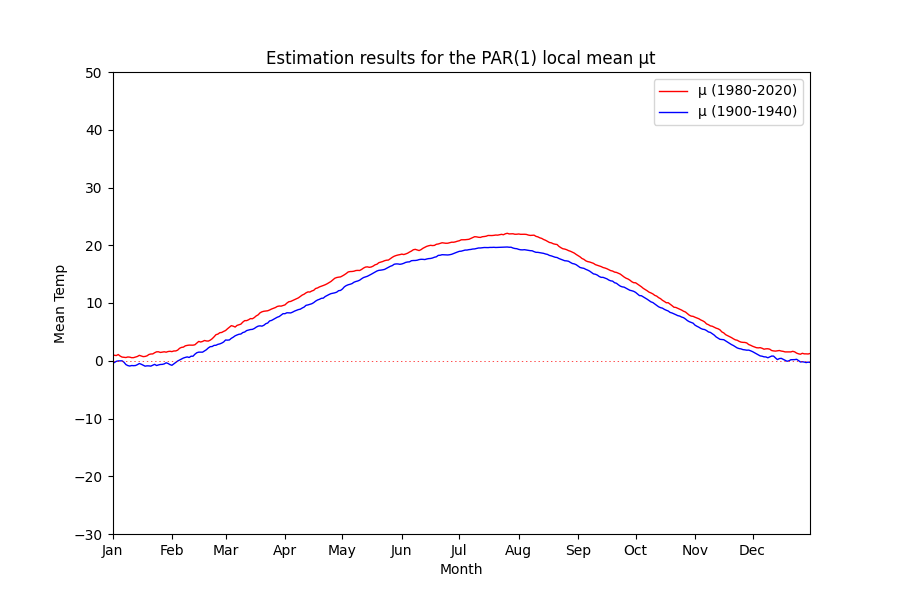 Estimation results for the PAR(1) local mean μt
μ (1980-2020)
μ (1900-1940)
50
40
30
20
10
0
−10
−20
−30
Mean Temp
Jan Feb Mar Apr May Jun Jul Aug Sep Oct Nov Dec
Month